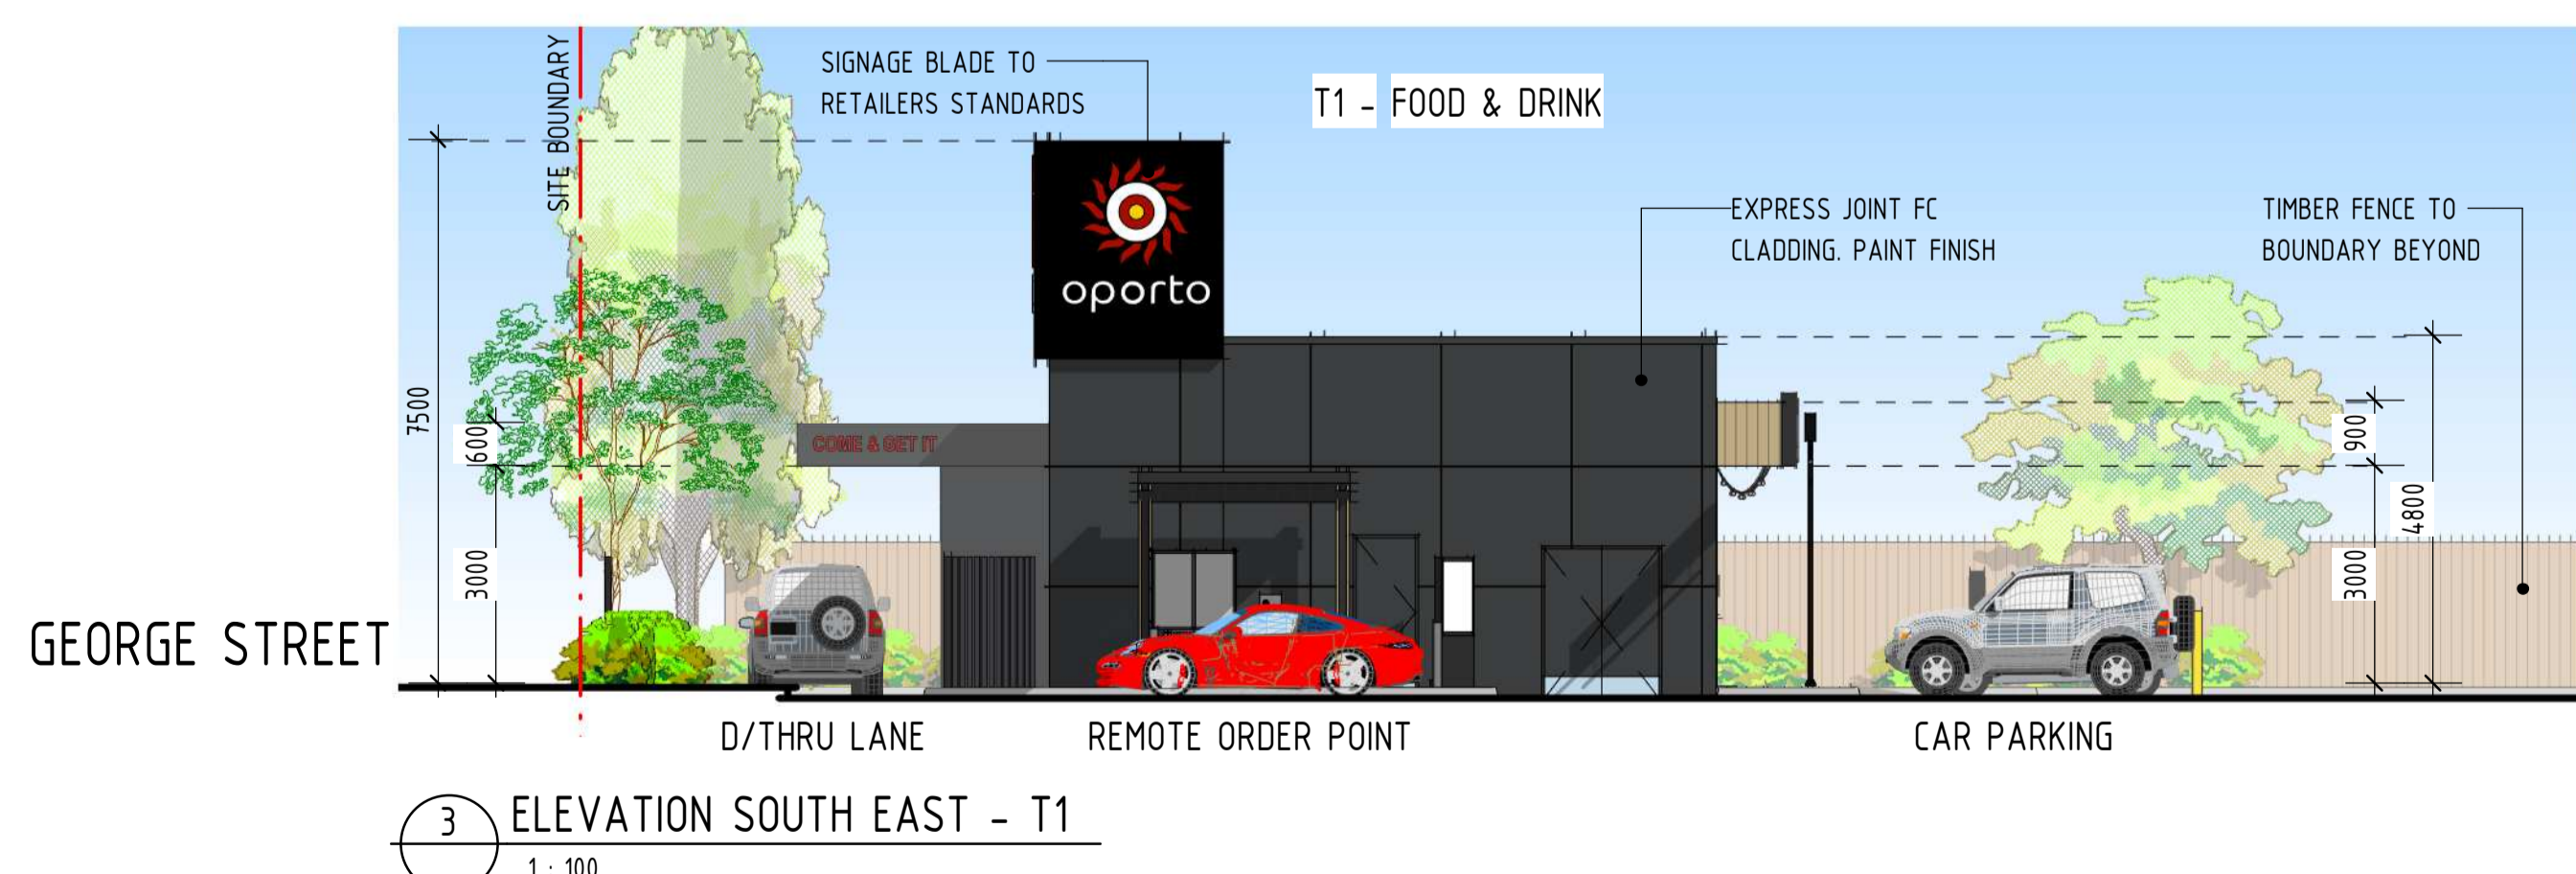 SITE BOUNDARY
SIGNAGE BLADE TO
RETAILERS STANDARDS
T1 - FOOD & DRINK
oporto
EXPRESS JOINT FC
CLADDING. PAINT FINISH
TIMBER FENCE TO
BOUNDARY BEYOND
7500
600
3000
COME & GET IT
900
4800
3000
GEORGE STREET
D/THRU LANE
REMOTE ORDER POINT
CAR PARKING
3
ELEVATION SOUTH EAST - T1
1 : 100